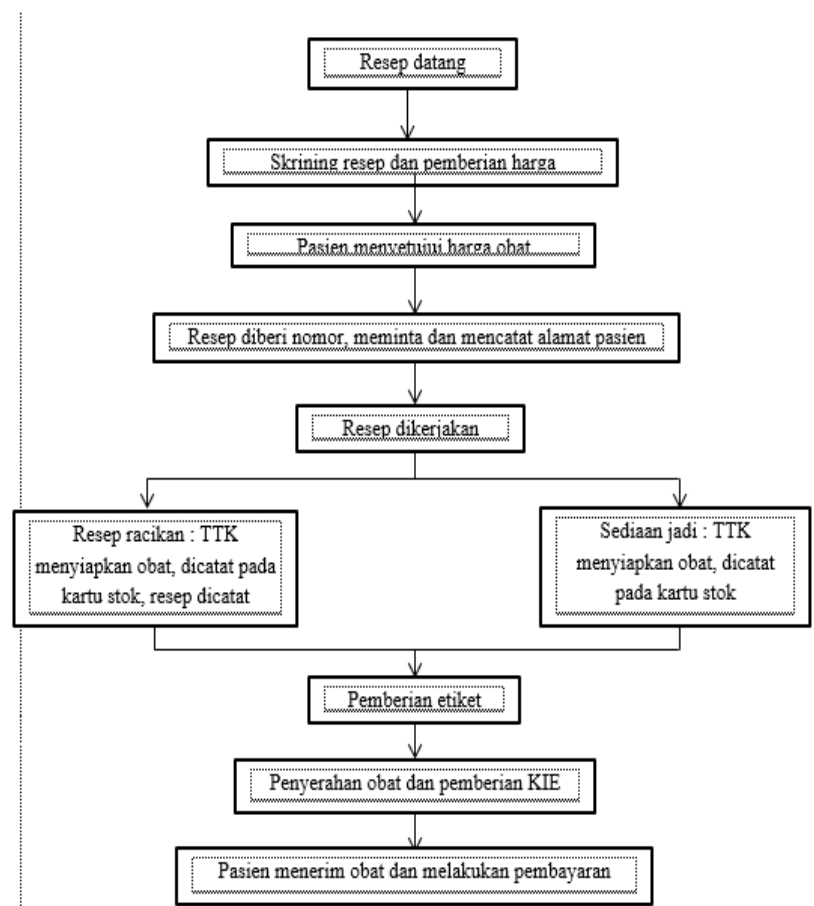 Resep datang
Skrining resep dan pemberian harga
Pasien menyetujui harga obat
Resep diberi nomor, meminta dan mencatat alamat pasien
Resep dikerjakan
Resep racikan : TTK
menyiapkan obat, dicatat pada
kartu stok, resep dicatat
Sediaan jadi : TTK
menyiapkan obat, dicatat
pada kartu stok
Pemberian etiket
Penyerahan obat dan pemberian KIE
Pasien menerim obat dan melakukan pembayaran